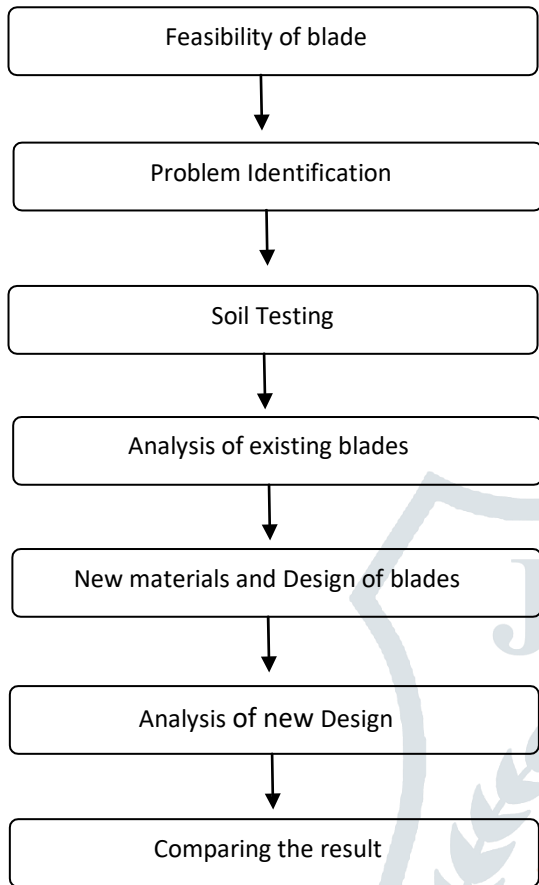 Feasibility of blade
Problem Identification
Soil Testing
Analysis of existing blades
New materials and Design of blades
Analysis of new Design
Comparing the result
J